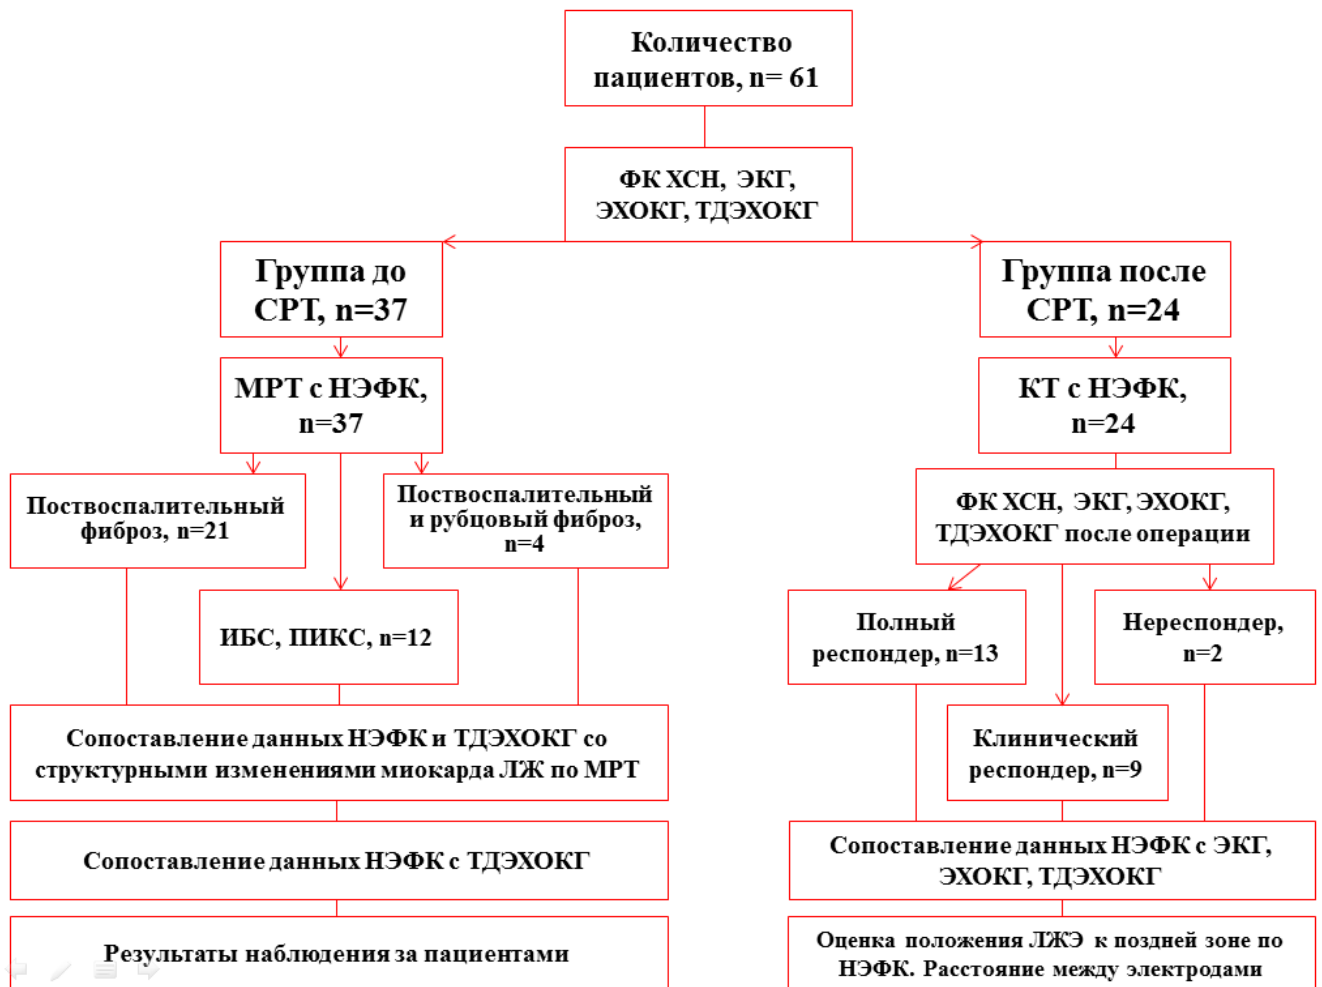 Количество
пациентов, n= 61
ФК ХСН, ЭКГ,
ЭХОКГ, ТДЭХОКГ
Группа до
СРТ, n=37
Группа после
СРТ, n=24
МРТ с НЭФК,
n=37
КТ с НЭФК,
n=24
Поствоспалительный
фиброз, n=21
Поствоспалительный
и рубцовый фиброз,
n=4
ИБС, ПИКС, n=12
ФК ХСН, ЭКГ, ЭХОКГ,
ТДЭХОКГ после операции
Полный
респондер, n=13
Нереспондер,
n=2
Клинический
респондер, n=9
Сопоставление данных НЭФК и ТДЭХОКГ со
структурными изменениями миокарда ЛЖ по МРТ
Сопоставление данных НЭФК с ТДЭХОКГ
Результаты наблюдения за пациентами
Сопоставление данных НЭФК с ЭКГ,
ЭХОКГ, ТДЭХОКГ
Оценка положения ЛЖЭ к поздней зоне по
НЭФК. Расстояние между электродами